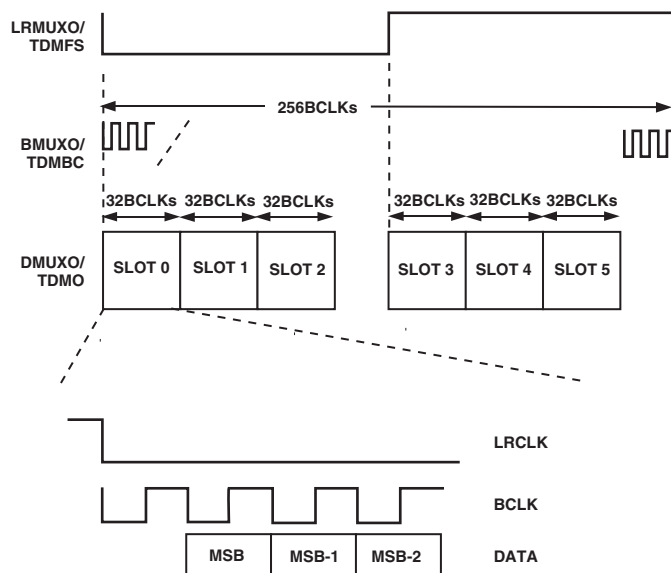 LRMUXO/
TDMFS
256BCLKs
BMUXO/
TDMBC
32BCLKs 32BCLKs 32BCLKs 32BCLKs 32BCLKs 32BCLKs
DMUXO/
TDMO
SLOT 0 SLOT 1 SLOT 2 SLOT 3 SLOT 4 SLOT 5
LRCLK
BCLK
MSB MSB-1 MSB-2 DATA